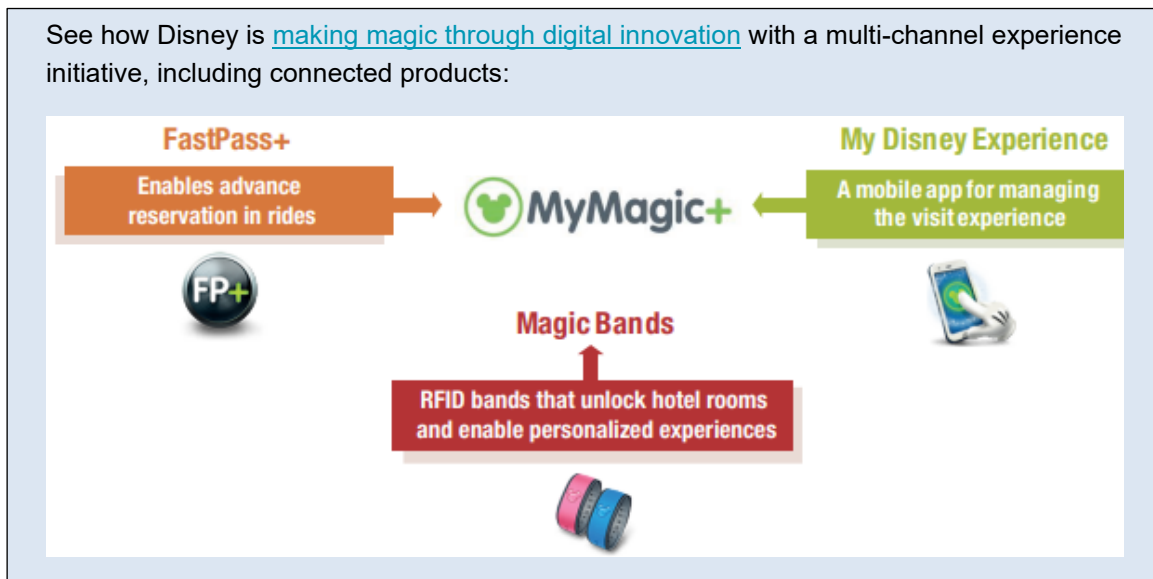 See how Disney is making magic through digital innovation with a multi-channel experience
initiative, including connected products:
FastPass+
Enables advance
reservation in rides
FP+
MyMagic+
My Disney Experience
A mobile app for managing
the visit experience
Magic Bands
RFID bands that unlock hotel rooms
and enable personalized experiences